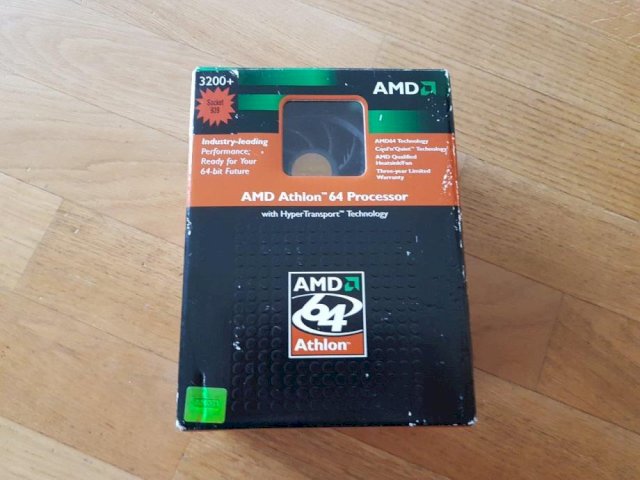 3200+
AMD
Socket
939
Industry-leading
Performance;
Ready for Your
64-bit Future
AMD64 Technology
Cool'n'Quiet™ Technology
AMD Qualified
Heatsink/Fan
Three-year Limited
Warranty
AMD Athlon™ 64 Processor
with HyperTransport™ Technology
AMD
64
Athlon™